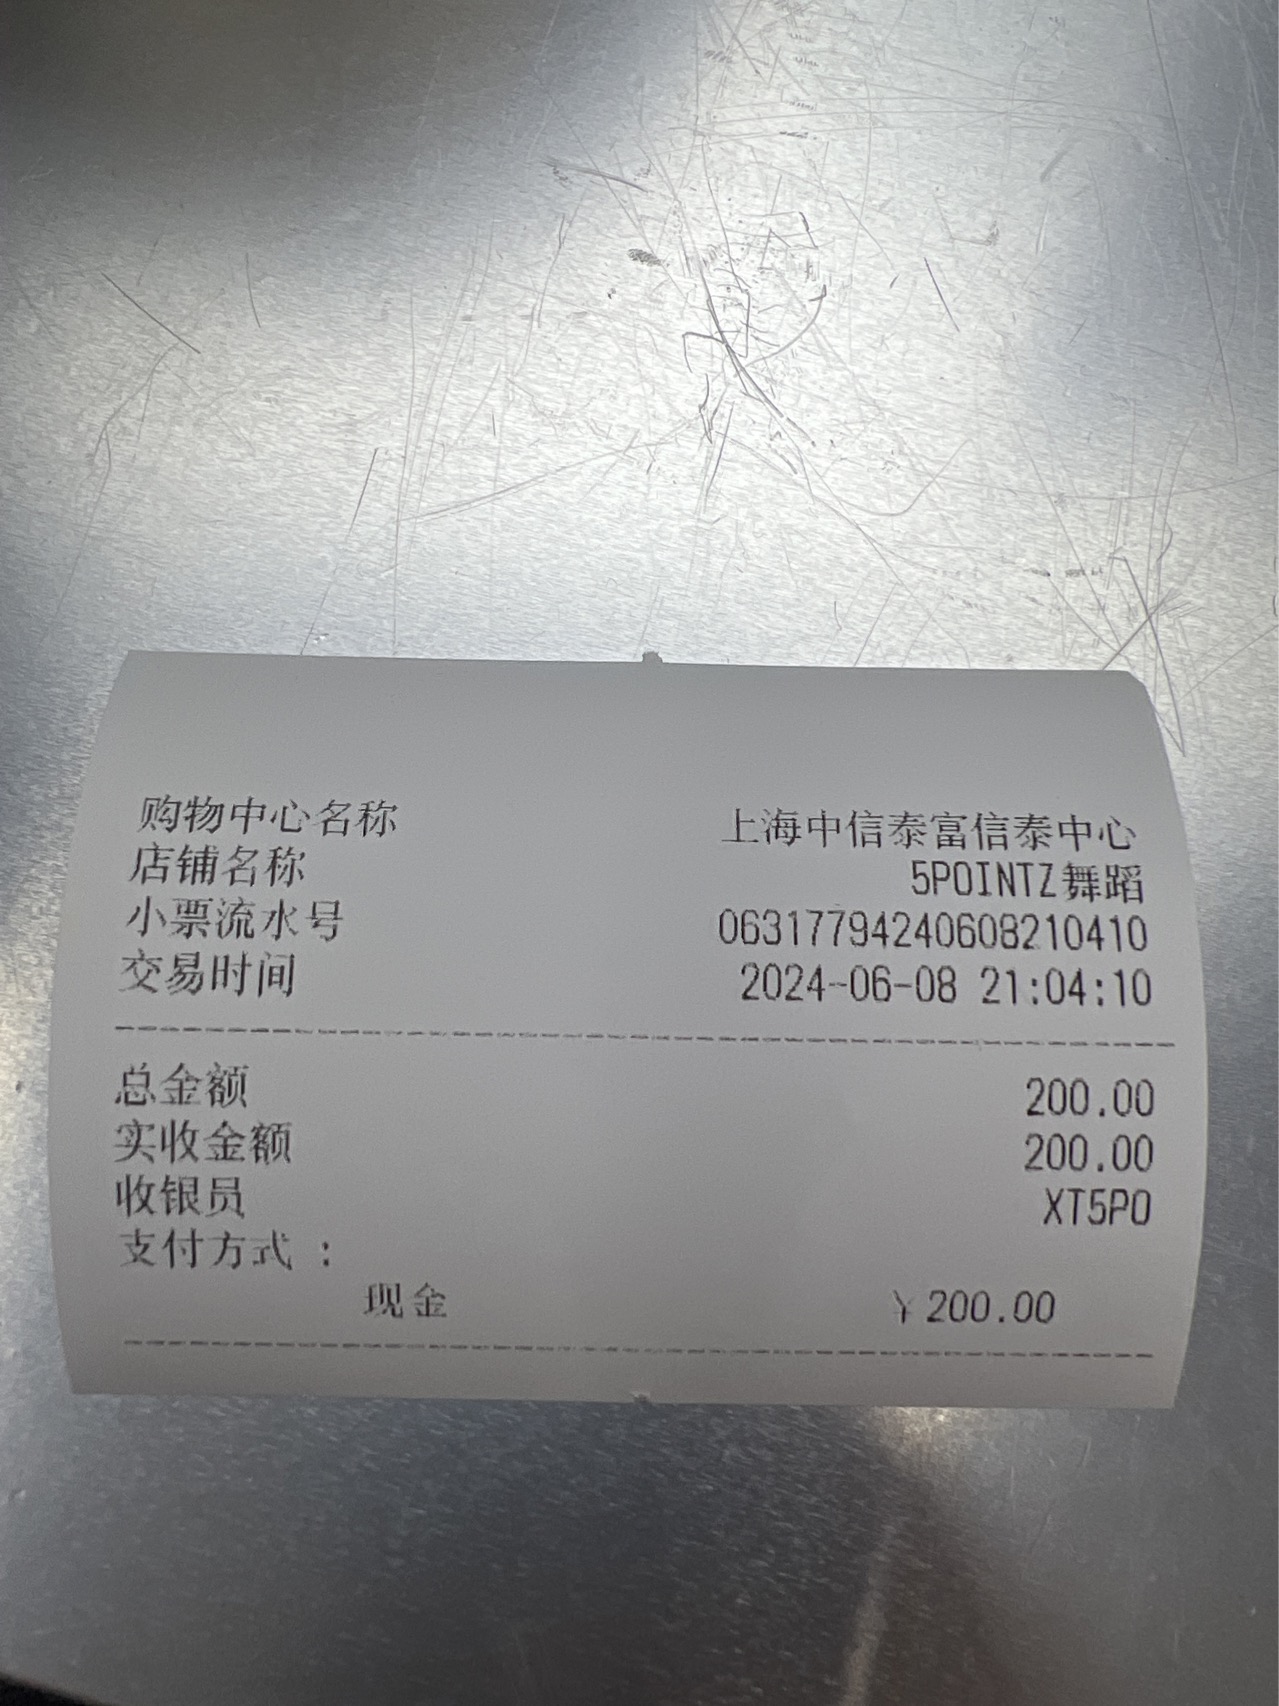 购物中心名称 上海中信泰富信泰中心
店铺名称 5POINTZ舞蹈
小票流水号 06317794240608210410
交易时间 2024-06-08 21:04:10
总金额 200.00
实收金额 200.00
收银员 XT5PO
支付方式：
现金 ¥200.00